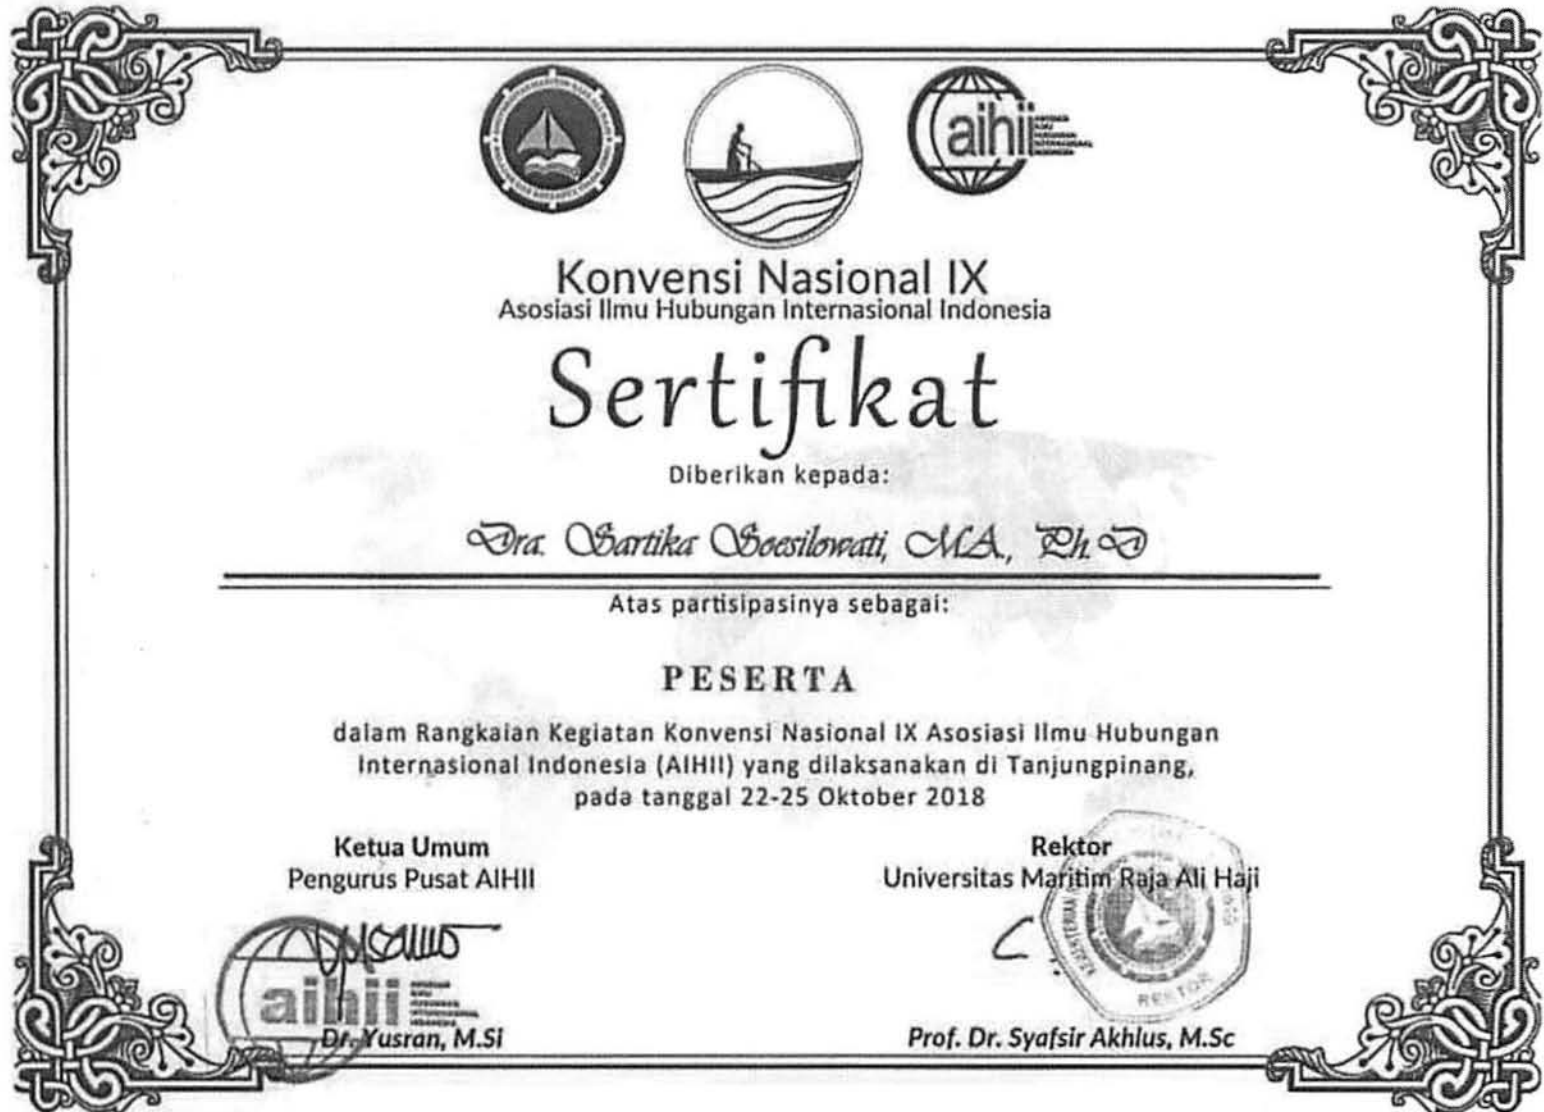 aihii
Konvensi Nasional IX
Asosiasi Ilmu Hubungan Internasional Indonesia
Sertifikat
Diberikan kepada:
Dra. Sartika Soesilowati, MA., Ph.D
Atas partisipasinya sebagai:
PESERTA
dalam Rangkaian Kegiatan Konvensi Nasional IX Asosiasi Ilmu Hubungan
Internasional Indonesia (AIHII) yang dilaksanakan di Tanjungpinang,
pada tanggal 22-25 Oktober 2018
Ketua Umum
Pengurus Pusat AIHII
Rektor
Universitas Maritim Raja Ali Haji
aihii
REKTOR
Dr. Yusran, M.Si
Prof. Dr. Syafsir Akhlus, M.Sc